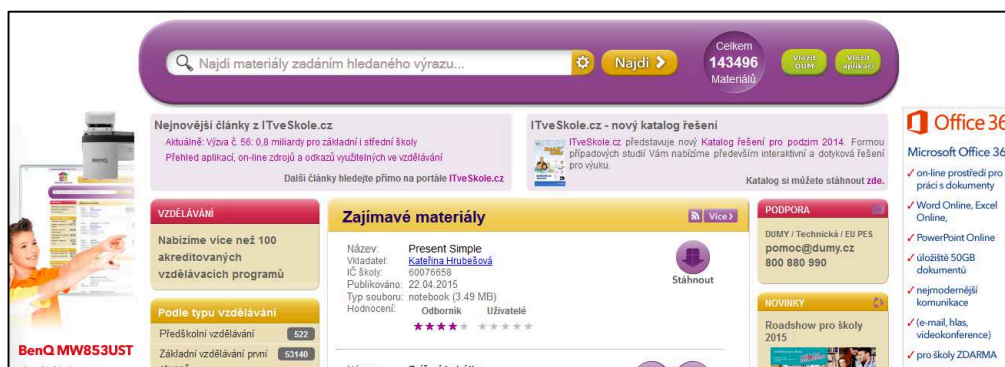 Najdi materiály zadáním hledaného výrazu...
Najdi
Celkem
143496
Materiálů
Vložit
DUM
Vložit
aplikaci
Nejnovější články z ITveSkole.cz
Aktuálně: Výzva č. 56: 0,8 miliardy pro základní i střední školy
Přehled aplikací, on-line zdrojů a odkazů využitelných ve vzdělávání
Další články hledejte přímo na portále ITveSkole.cz
ITveSkole.cz - nový katalog řešení
ITveSkole.cz představuje nový Katalog řešení pro podzim 2014. Formou
případových studií Vám nabízíme především interaktivní a dotyková řešení
pro výuku.
Katalog si můžete stáhnout zde.
BenQ
BenQ MW853UST
VZDĚLÁVÁNÍ
Nabízíme více než 100
akreditovaných
vzdělávacích programů
Podle typu vzdělávání
Předškolní vzdělávání 522
Základní vzdělávání první 53140
Zajímavé materiály
Více
Název: Present Simple
Vkladatel: Kateřina Hrubešová
IČ školy: 60076658
Publikováno: 22.04.2015
Typ souboru: notebook (3.49 MB)
Hodnocení: Odborník Uživatelé
Stáhnout
PODPORA
DUMY / Technická / EU PES
pomoc@dumy.cz
800 880 990
NOVINKY
Roadshow pro školy
2015
Office 36
Microsoft Office 36
on-line prostředí pro
práci s dokumenty
Word Online, Excel
Online,
PowerPoint Online
úložiště 50GB
dokumentů
nejmodernější
komunikace
(e-mail, hlas,
videokonference)
pro školy ZDARMA